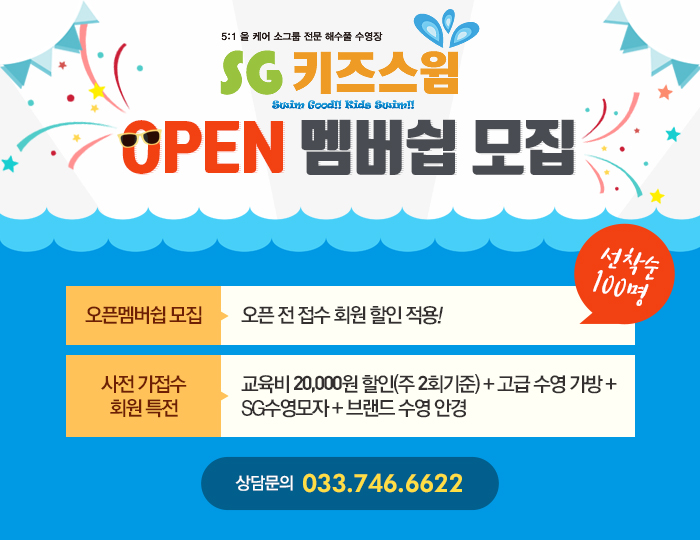 5:1 올 케어 소그룹 전문 해수풀 수영장
SG 키즈스윔
Swim Good!! Kids Swim!!
OPEN 멤버쉽 모집
선착순
100명
오픈멤버쉽 모집
오픈 전 접수 회원 할인 적용!
사전 가접수
회원 특전
교육비 20,000원 할인(주 2회기준) + 고급 수영 가방 +
SG수영모자 + 브랜드 수영 안경
상담문의 033.746.6622